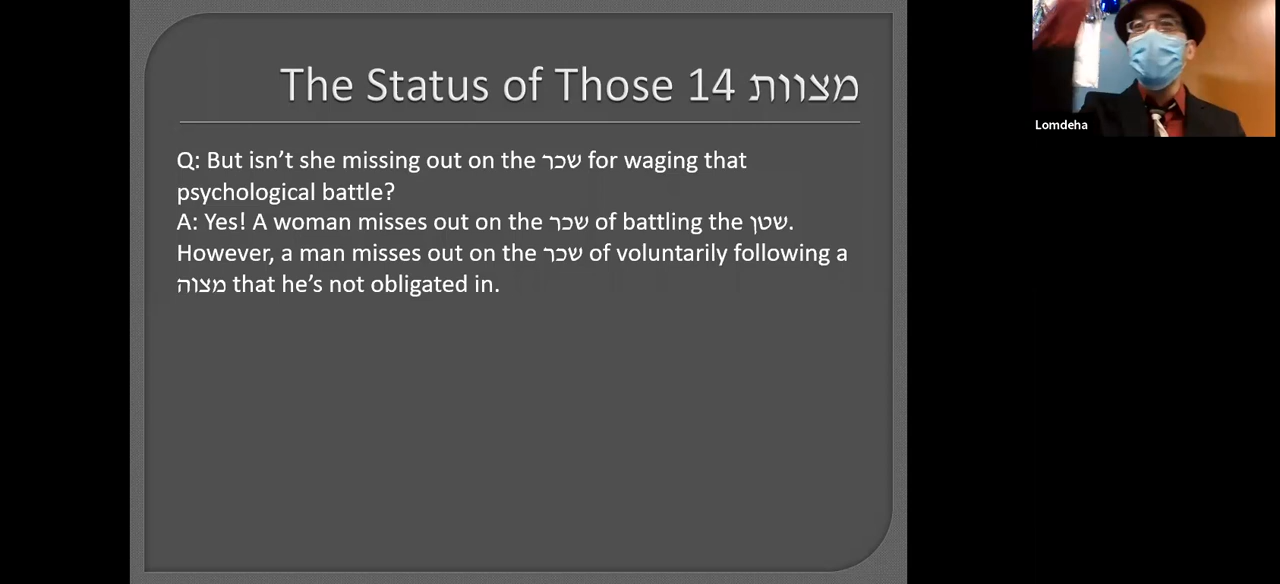 The Status of Those 14 מצוות
Q: But isn't she missing out on the שכר for waging that
psychological battle?
A: Yes! A woman misses out on the שכר of battling the שטן.
However, a man misses out on the שכר of voluntarily following a
מצוה that he's not obligated in.
Lomdeha